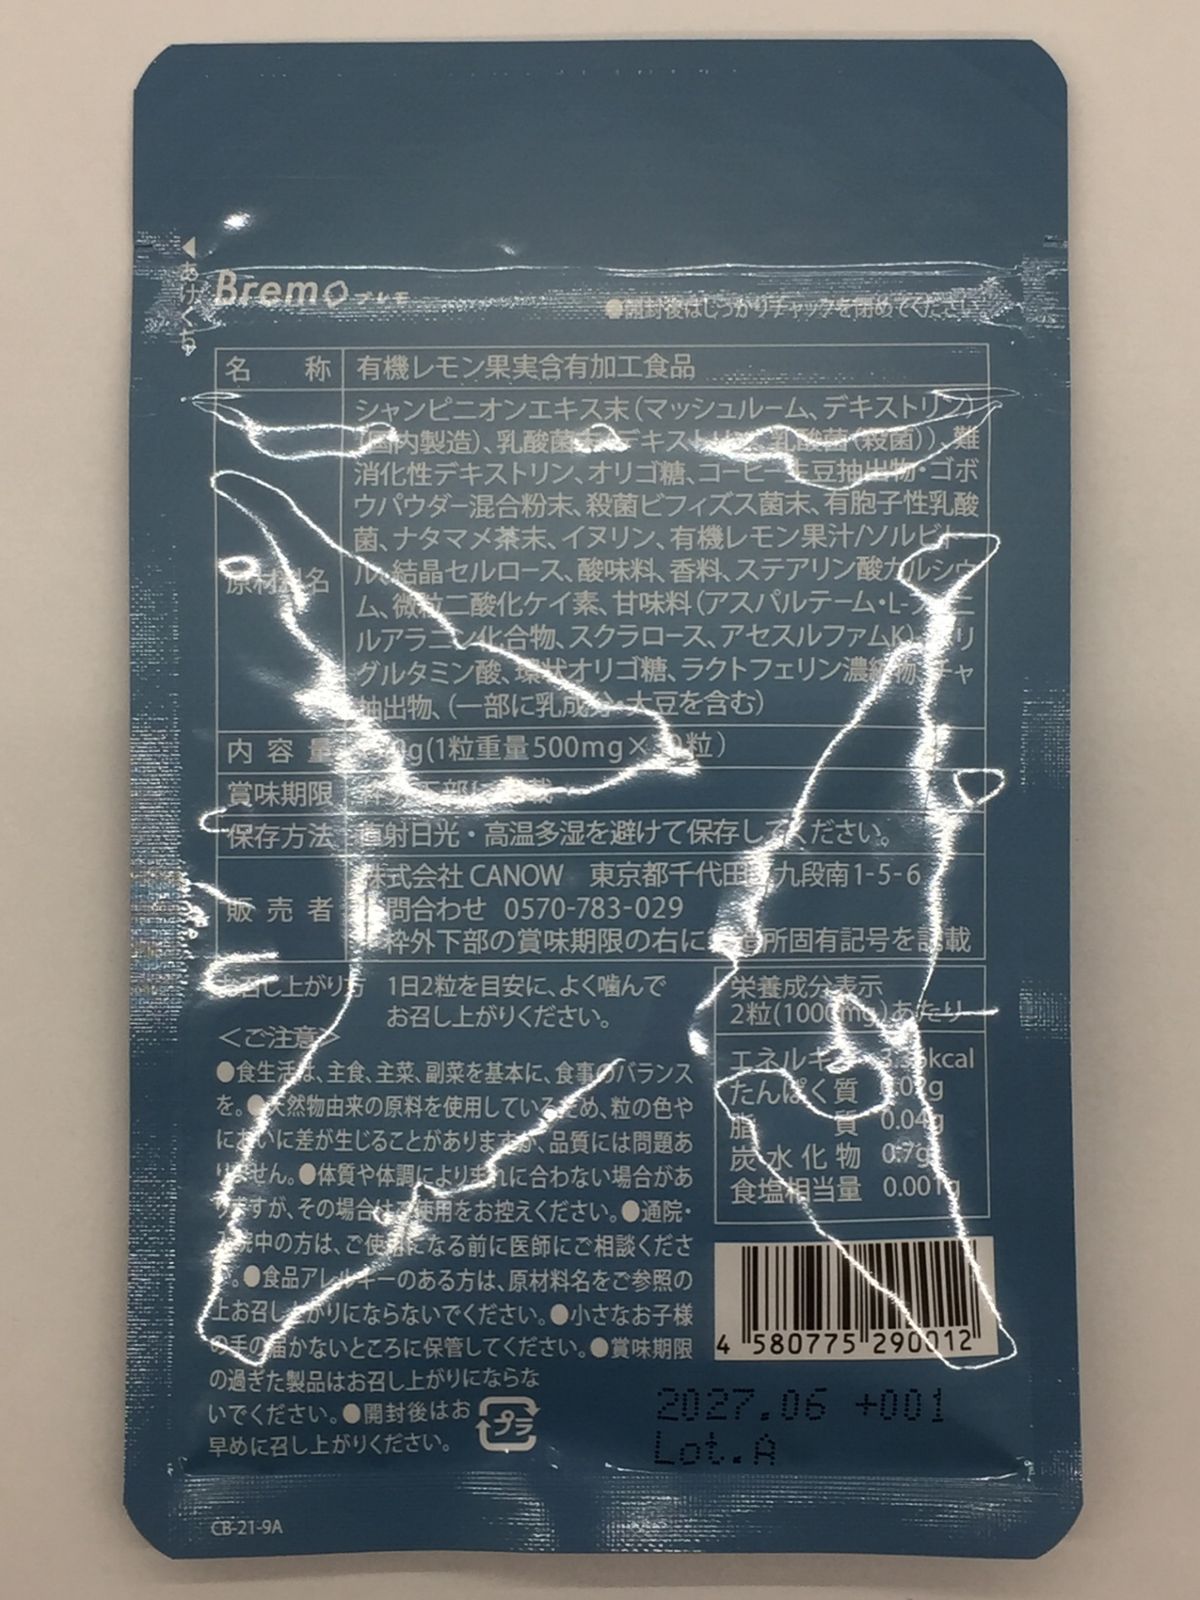 あけくち
Bremo ブレモ
●開封後はしっかりチャックを閉めてください。
名 称 有機レモン果実含有加工食品
原材料名
シャンピニオンエキス末(マッシュルーム、デキストリン)
(国内製造)、乳酸菌 デキスト 乳酸菌(殺菌))、難
消化性デキストリン、オリゴ糖、コーヒー生豆抽出物・ゴボ
ウパウダー混合粉末、殺菌ビフィズス菌末、有胞子性乳酸
菌、ナタマメ茶末、イヌリン、有機レモン果汁/ソルビトー
ル、結晶セルロース、酸味料、香料、ステアリン酸カルシウ
ム、微粒二酸化ケイ素、甘味料(アスパルテーム・L-フェニ
ルアラニン化合物、スクラロース、アセスルファムK)、ポリ
グルタミン酸、環状オリゴ糖、ラクトフェリン濃縮物、チャ
抽出物、(一部に乳成分・大豆を含む)
内容量 g(1粒重量500mg× 粒)
賞味期限 枠外下部に記載
保存方法 直射日光・高温多湿を避けて保存してください。
販売者
株式会社 CANOW 東京都千代田区九段南1-5-6
問合わせ 0570-783-029
枠外下部の賞味期限の右に製造所固有記号を記載
お召し上がり方 1日2粒を目安に、よく噛んで
お召し上がりください。
<ご注意>
●食生活は、主食、主菜、副菜を基本に、食事のバランス
を。●天然物由来の原料を使用しているため、粒の色や
においに差が生じることがありますが、品質には問題あ
りません。●体質や体調によりまれに合わない場合があ
りますが、その場合はご使用をお控えください。●通院・
院中の方は、ご使用になる前に医師にご相談くださ
い。●食品アレルギーのある方は、原材料名をご参照の
上お召し上がりにならないでください。●小さなお子様
の手の届かないところに保管してください。●賞味期限
の過ぎた製品はお召し上がりにならな
いでください。●開封後はお
早めに召し上がりください。
プラ
栄養成分表示
2粒(1000mg)あたり
エネルギー kcal
たんぱく質
脂質 0.04g
炭水化物 0.7g
食塩相当量 0.001g
4 580775 290012
2027.06 +001
Lot.A
CB-21-9A